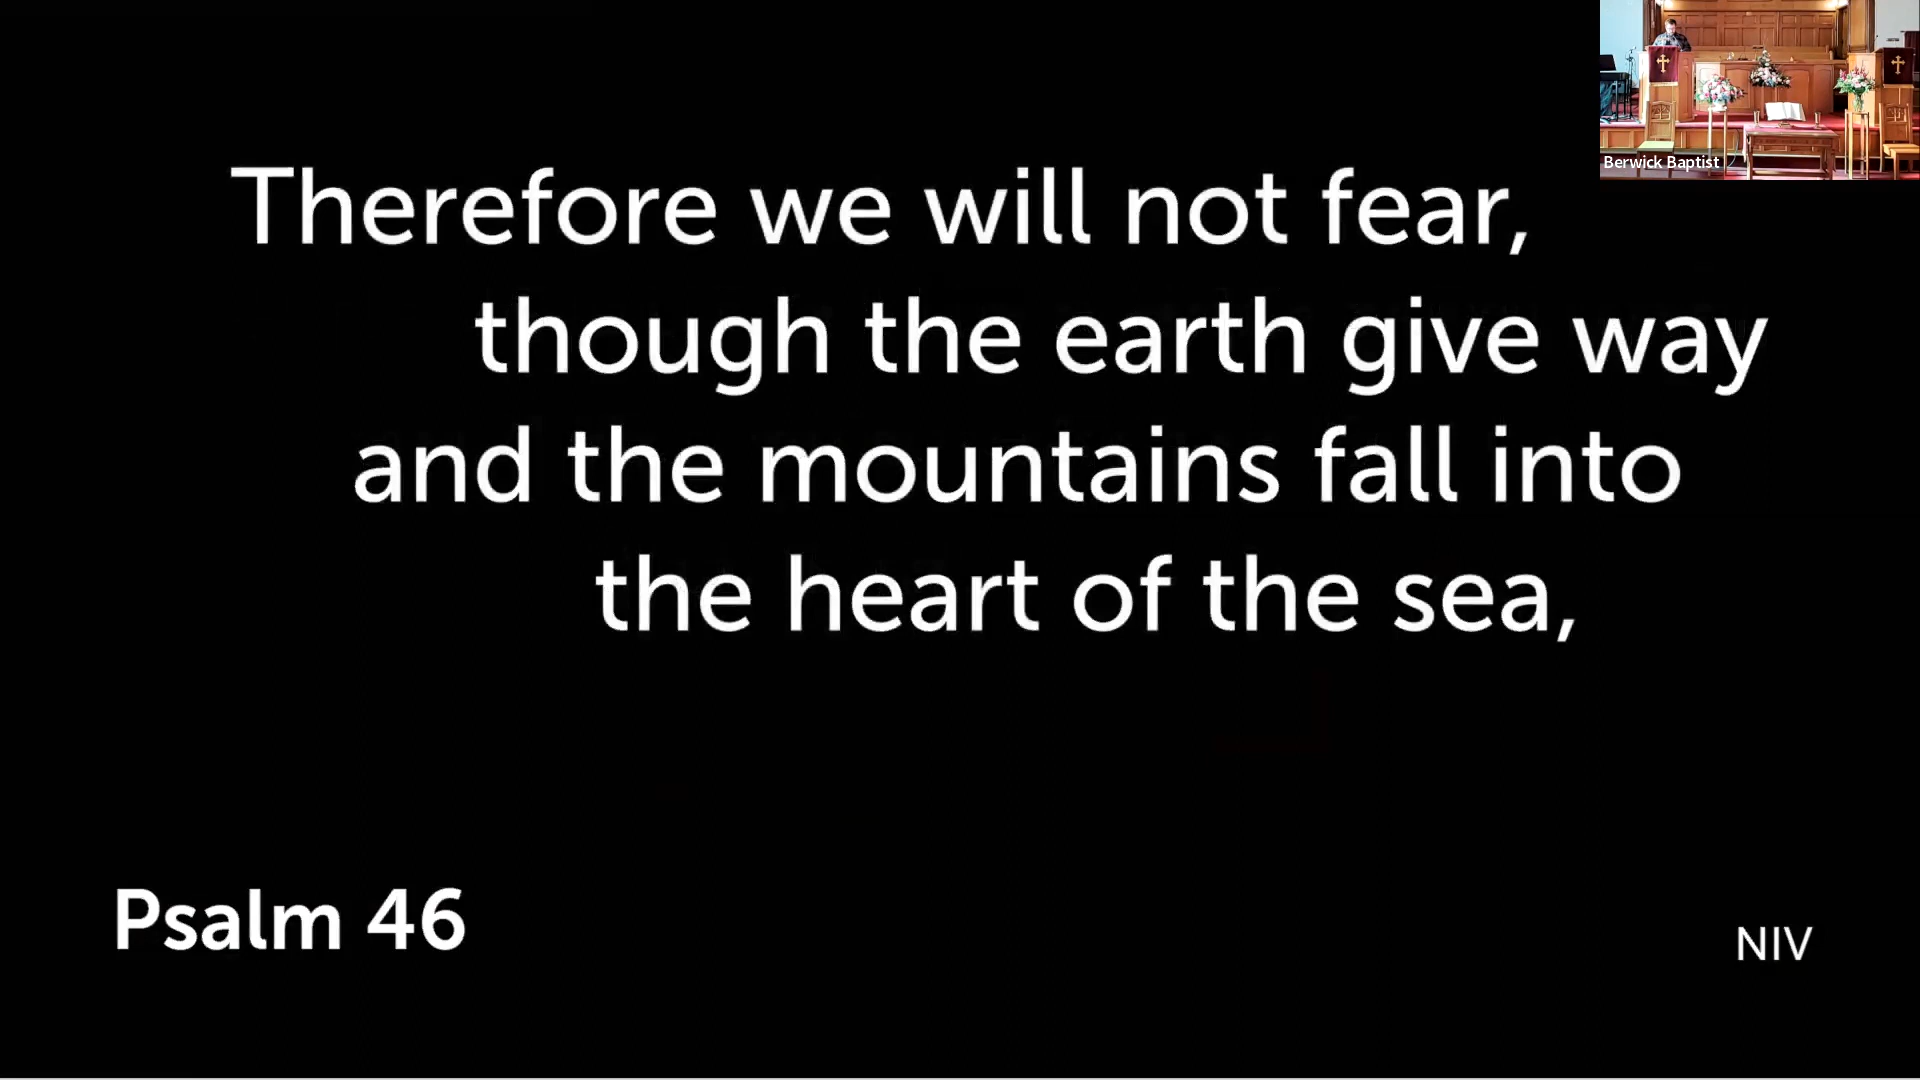 Therefore we will not fear,
though the earth give way
and the mountains fall into
the heart of the sea,
Psalm 46
NIV
Berwick Baptist